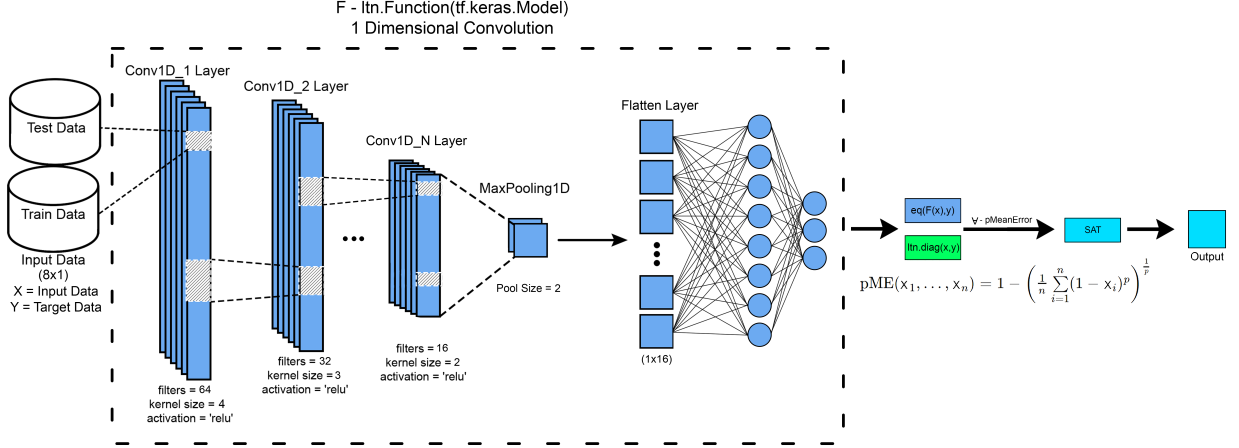 F - ltn.Function(tf.keras.Model)
1 Dimensional Convolution
Test Data
Train Data
Input Data
(8x1)
X = Input Data
Y = Target Data
Conv1D_1 Layer
filters = 64
kernel size = 4
activation = 'relu'
Conv1D_2 Layer
filters = 32
kernel size = 3
activation = 'relu'
Conv1D_N Layer
filters = 16
kernel size = 2
activation = 'relu'
MaxPooling1D
Pool Size = 2
Flatten Layer
(1x16)
eq(F(x),y)
ltn.diag(x,y)
∀ - pMeanError
SAT
Output
pME(x₁, . . . , xₙ) = 1 − (1/n ∑ᵢ₌₁ⁿ (1 − xᵢ)ᵖ)^(1/p)